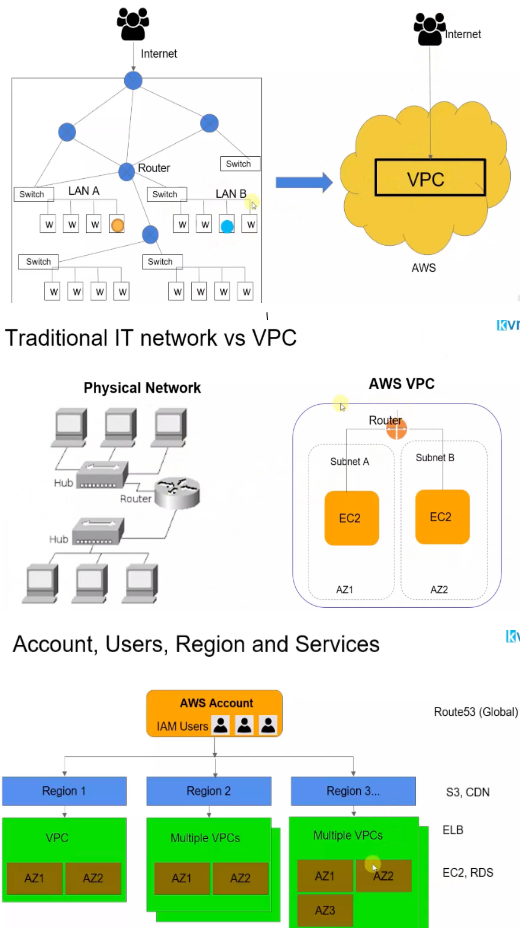 Internet
Internet
Router
Switch
Switch
LAN A
Switch
LAN B
VPC
W
W
W
W
W
W
AWS
Switch
Switch
W
W
W
W
W
W
W
W
Traditional IT network vs VPC
Physical Network
AWS VPC
Router
Subnet A
Subnet B
Hub
Router
EC2
EC2
Hub
AZ1
AZ2
Account, Users, Region and Services
AWS Account
IAM Users
Route53 (Global)
Region 1
Region 2
Region 3...
S3, CDN
VPC
Multiple VPCs
Multiple VPCs
ELB
AZ1
AZ2
AZ1
AZ2
AZ1
AZ2
EC2, RDS
AZ3